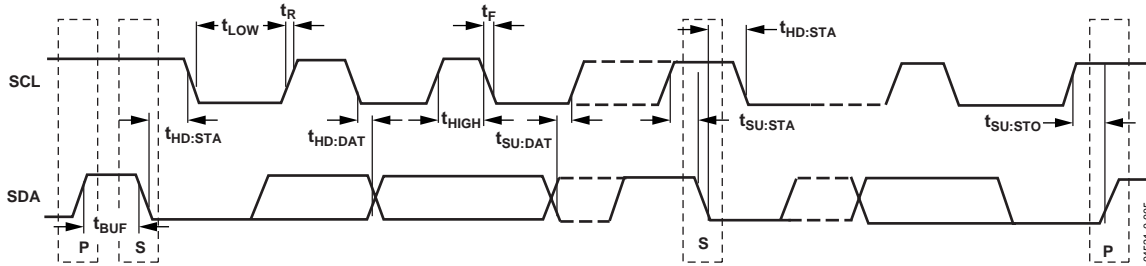 tR
tF
tLOW
tHD:STA
SCL
tHD:STA
tHD:DAT
tHIGH
tSU:DAT
tSU:STA
tSU:STO
SDA
tBUF
P
S
S
P